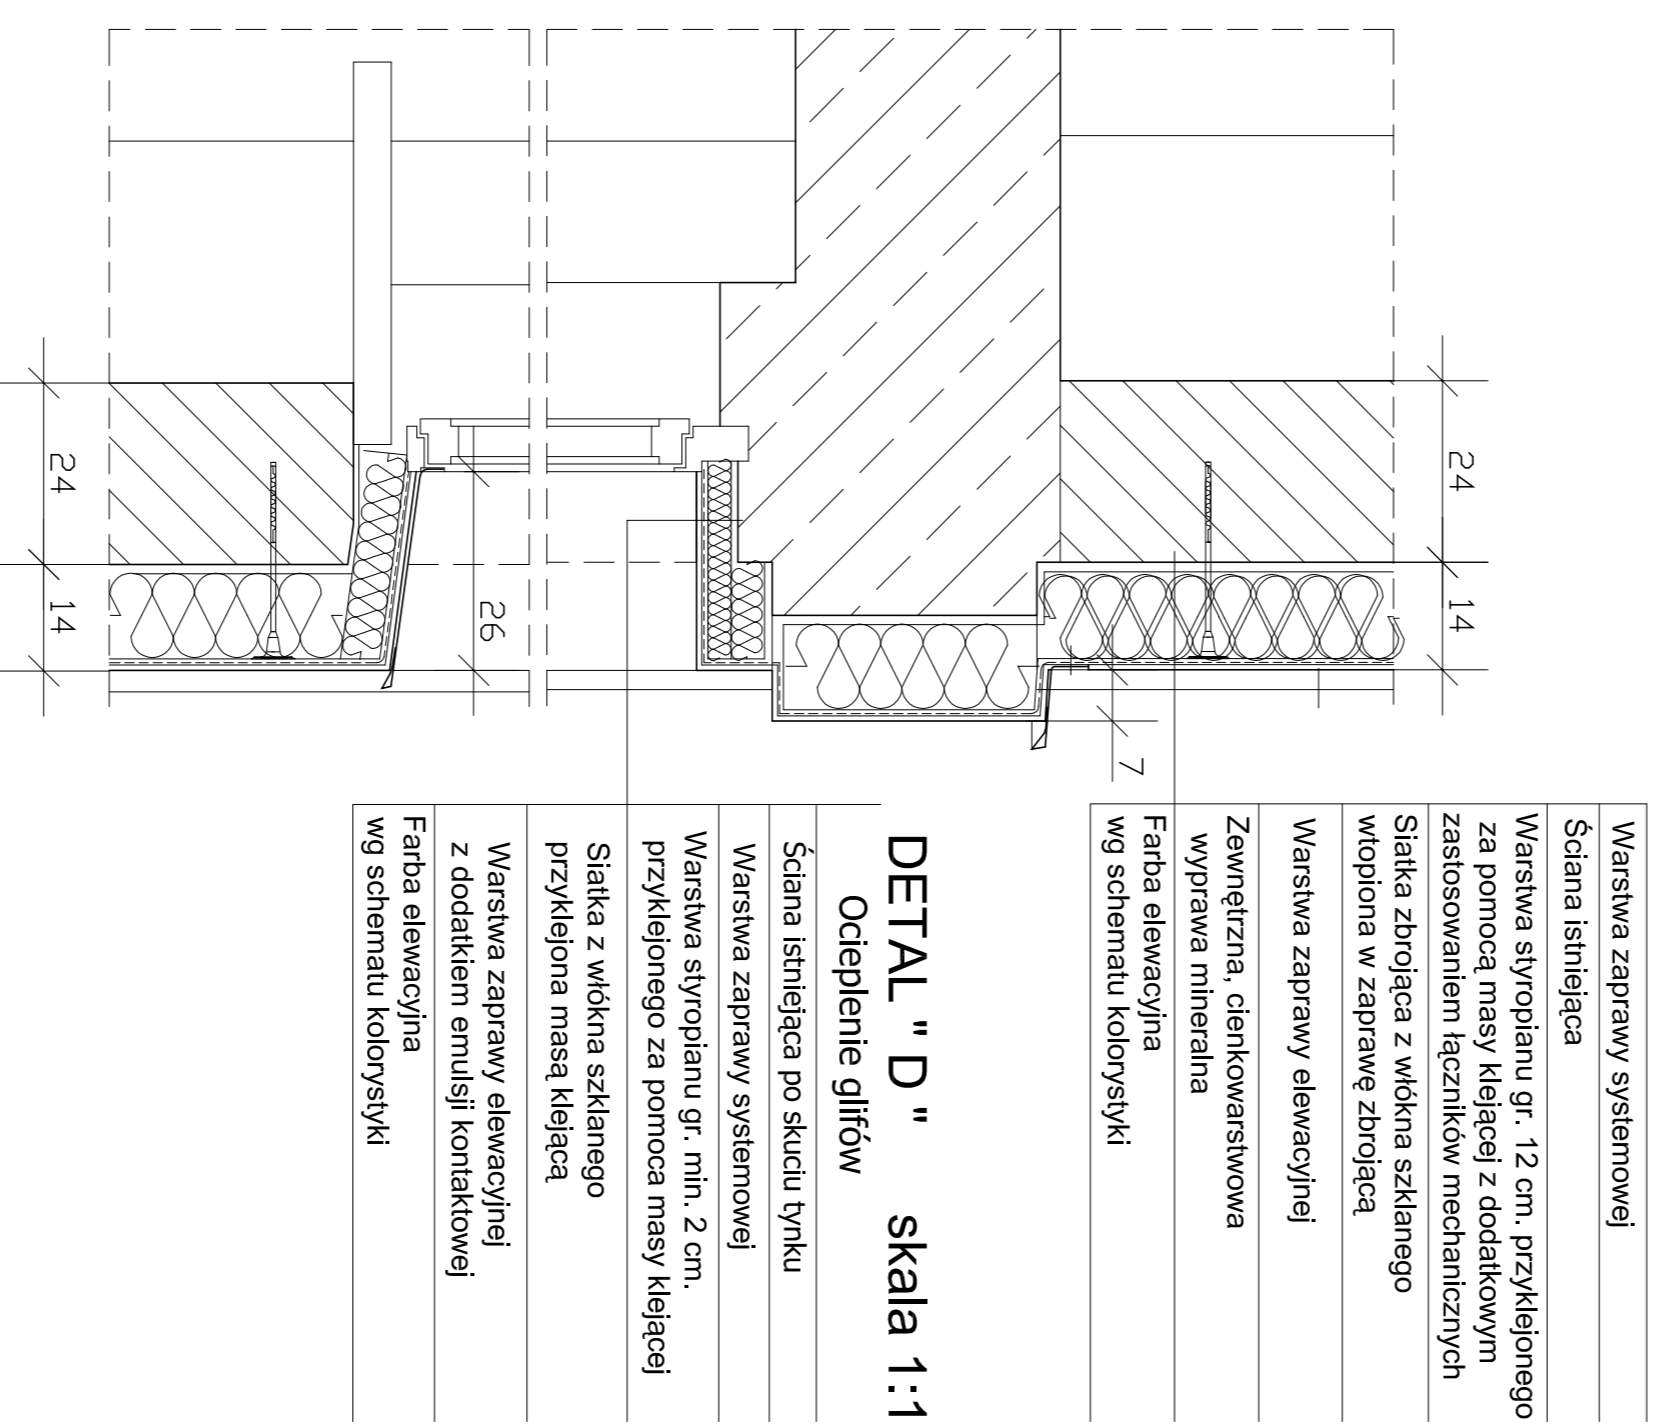 24
14
24
14
7
26
Warstwa zaprawy systemowej
Ściana istniejąca
Warstwa styropianu gr. 12 cm. przyklejonego
za pomocą masy klejącej z dodatkowym
zastosowaniem łączników mechanicznych
Siatka zbrojąca z włókna szklanego
wtopiona w zaprawę zbrojącą
Warstwa zaprawy elewacyjnej
Zewnętrzna, cienkowarstwowa
wyprawa mineralna
Farba elewacyjna
wg schematu kolorystyki
DETAL " D " skala 1:1
Ocieplenie glifów
Ściana istniejąca po skuciu tynku
Warstwa zaprawy systemowej
Warstwa styropianu gr. min. 2 cm.
przyklejonego za pomoca masy klejącej
Siatka z włókna szklanego
przyklejona masą klejącą
Warstwa zaprawy elewacyjnej
z dodatkiem emulsji kontaktowej
Farba elewacyjna
wg schematu kolorystyki